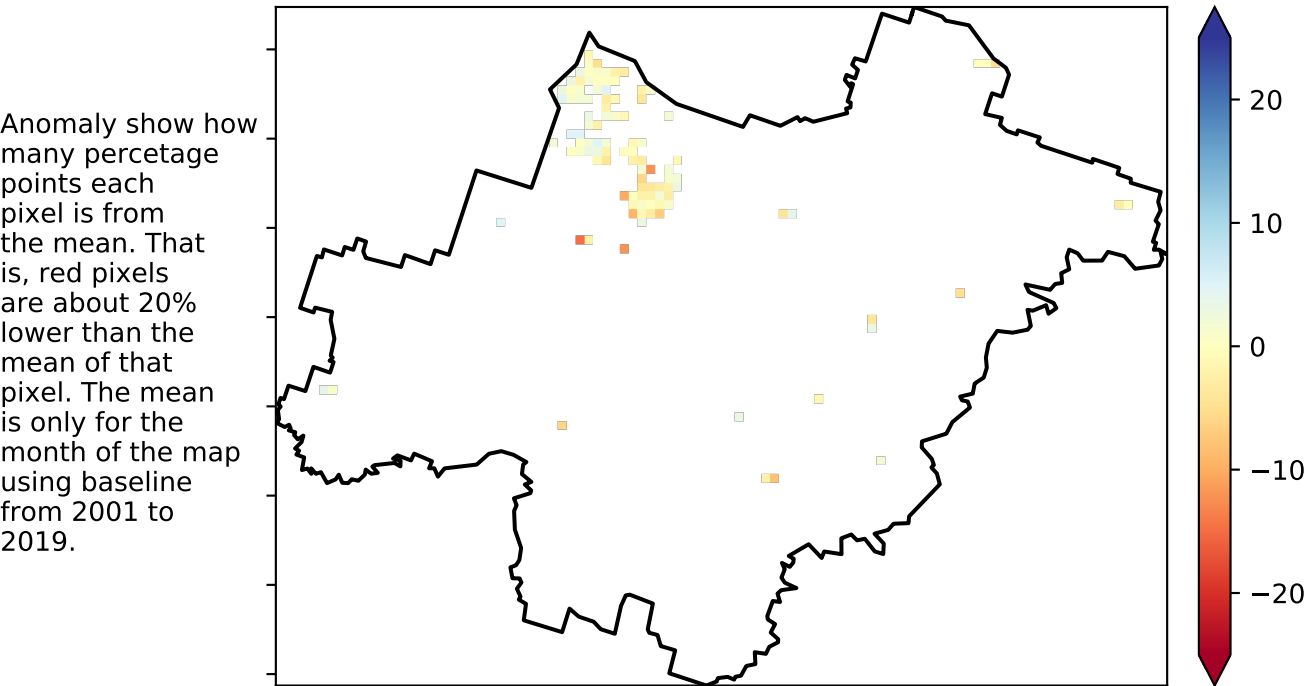 Anomaly show how
many percetage
points each
pixel is from
the mean. That
is, red pixels
are about 20%
lower than the
mean of that
pixel. The mean
is only for the
month of the map
using baseline
from 2001 to
2019.
20
10
0
−10
−20